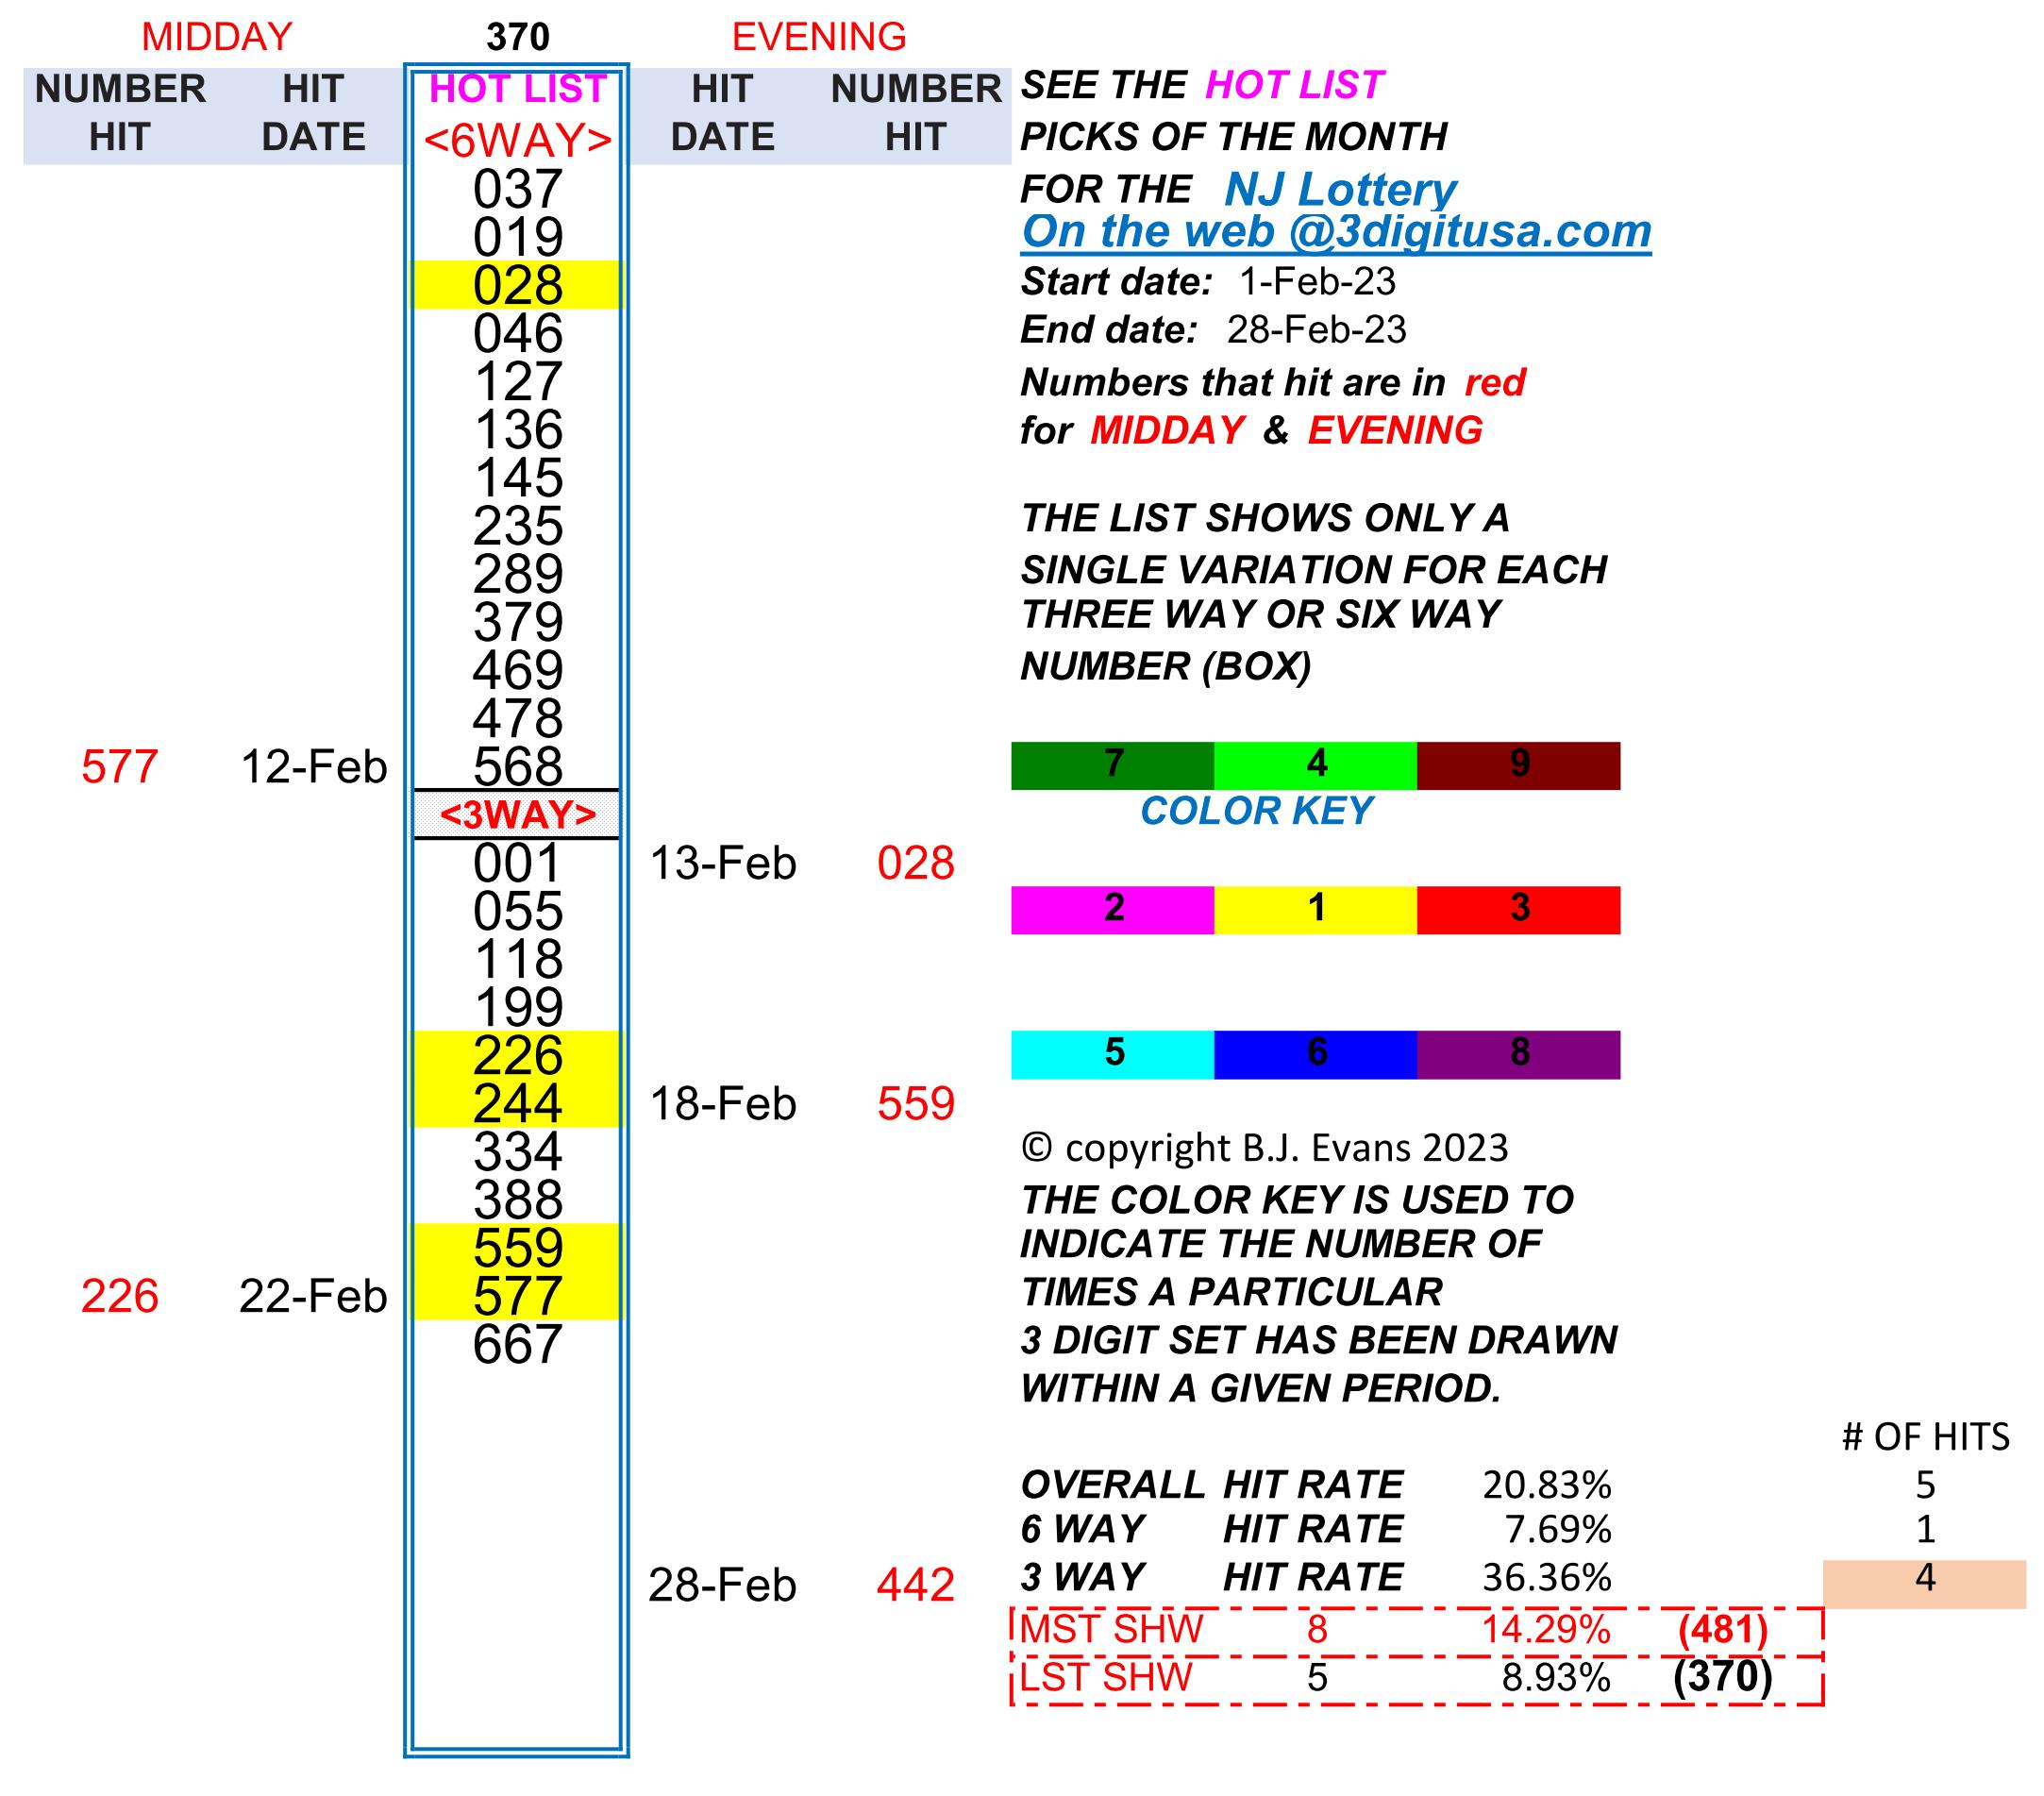 MIDDAY 370 EVENING
NUMBER HIT HOT LIST HIT NUMBER SEE THE HOT LIST
HIT DATE <6WAY> DATE HIT PICKS OF THE MONTH
037 FOR THE NJ Lottery
019 On the web @3digitusa.com
028 Start date: 1-Feb-23
046 End date: 28-Feb-23
127 Numbers that hit are in red
136 for MIDDAY & EVENING
145
235 THE LIST SHOWS ONLY A
289 SINGLE VARIATION FOR EACH
379 THREE WAY OR SIX WAY
469 NUMBER (BOX)
478
577 12-Feb 568 7 4 9
<3WAY> COLOR KEY
001 13-Feb 028
055 2 1 3
118
199
226 5 6 8
244 18-Feb 559
334 © copyright B.J. Evans 2023
388 THE COLOR KEY IS USED TO
559 INDICATE THE NUMBER OF
226 22-Feb 577 TIMES A PARTICULAR
667 3 DIGIT SET HAS BEEN DRAWN
WITHIN A GIVEN PERIOD.
# OF HITS
OVERALL HIT RATE 20.83% 5
6 WAY HIT RATE 7.69% 1
28-Feb 442 3 WAY HIT RATE 36.36% 4
MST SHW 8 14.29% (481)
LST SHW 5 8.93% (370)